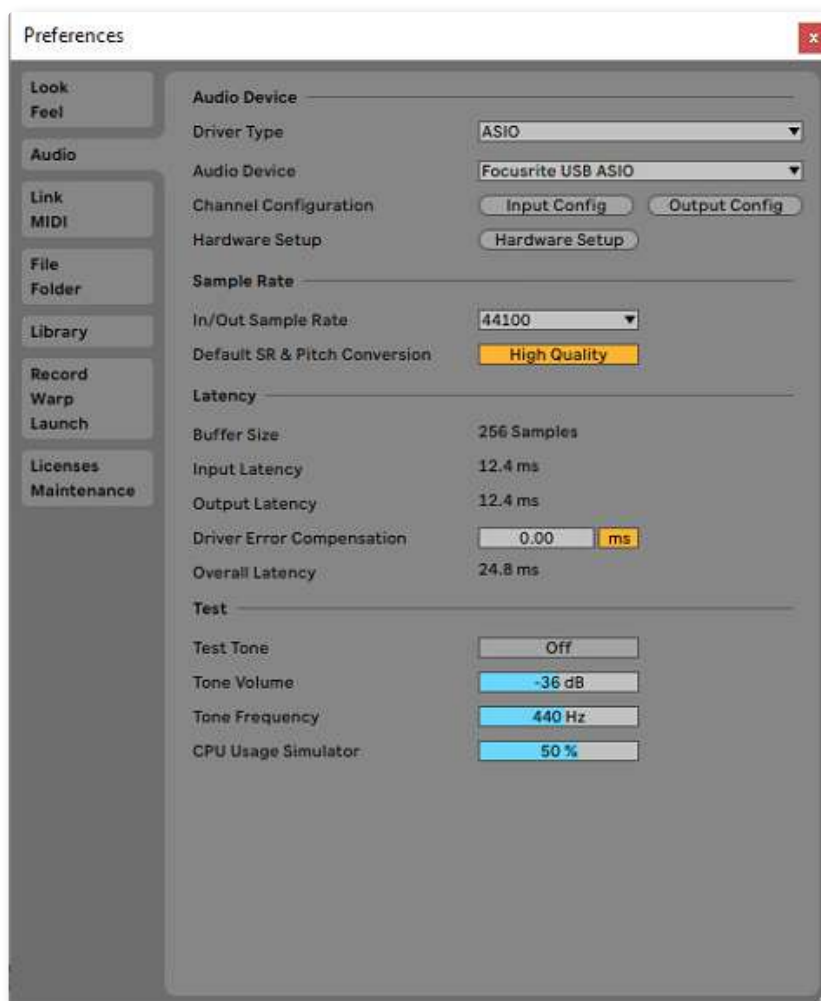 Preferences
x
Look
Feel
Audio
Link
MIDI
File
Folder
Library
Record
Warp
Launch
Licenses
Maintenance
Audio Device
Driver Type ASIO
Audio Device Focusrite USB ASIO
Channel Configuration Input Config Output Config
Hardware Setup Hardware Setup
Sample Rate
In/Out Sample Rate 44100
Default SR & Pitch Conversion High Quality
Latency
Buffer Size 256 Samples
Input Latency 12.4 ms
Output Latency 12.4 ms
Driver Error Compensation 0.00 ms
Overall Latency 24.8 ms
Test
Test Tone Off
Tone Volume -36 dB
Tone Frequency 440 Hz
CPU Usage Simulator 50 %